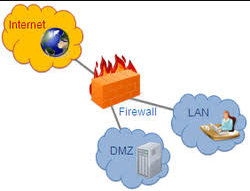 Internet
Firewall
LAN
DMZ